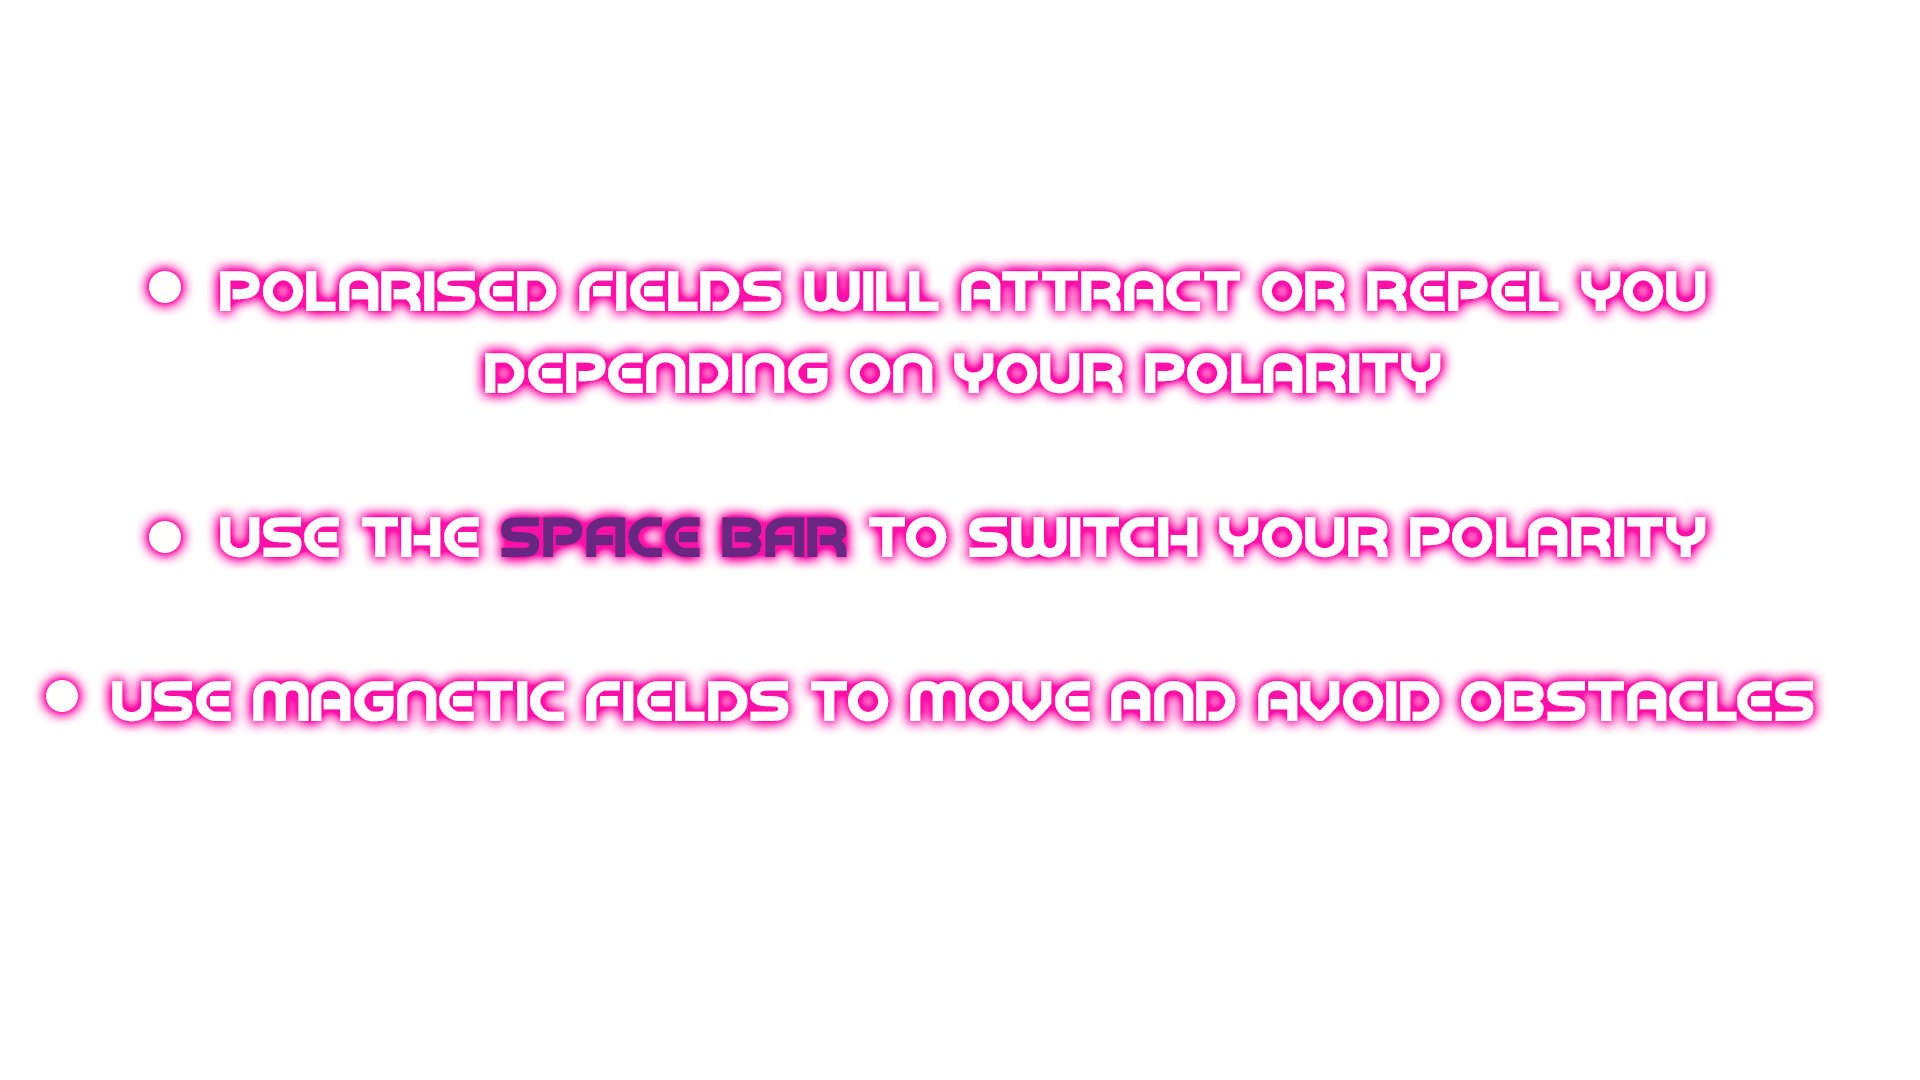 • POLARISED FIELDS WILL ATTRACT OR REPEL YOU
DEPENDING ON YOUR POLARITY
• USE THE SPACE BAR TO SWITCH YOUR POLARITY
• USE MAGNETIC FIELDS TO MOVE AND AVOID OBSTACLES